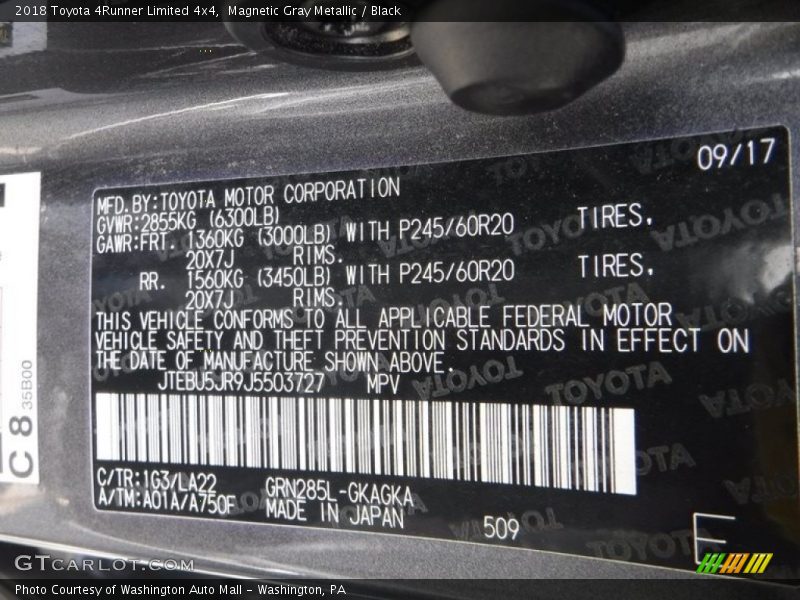 2018 Toyota 4Runner Limited 4x4, Magnetic Gray Metallic / Black
09/17
MFD. BY:TOYOTA MOTOR CORPORATION
GVWR:2855KG (6300LB)
GAWR:FRT. 1360KG (3000LB) WITH P245/60R20 TIRES,
20X7J RIMS.
RR. 1560KG (3450LB) WITH P245/60R20 TIRES,
20X7J RIMS.
THIS VEHICLE CONFORMS TO ALL APPLICABLE FEDERAL MOTOR
VEHICLE SAFETY AND THEFT PREVENTION STANDARDS IN EFFECT ON
THE DATE OF MANUFACTURE SHOWN ABOVE.
JTEBU5JR9J5503727 MPV
C/TR:1G3/LA22 GRN285L-GKAGKA
A/TM:A01A/A750F MADE IN JAPAN 509
E
C 8 35B00
TOYOTA
GTCARLOT.COM
Photo Courtesy of Washington Auto Mall - Washington, PA